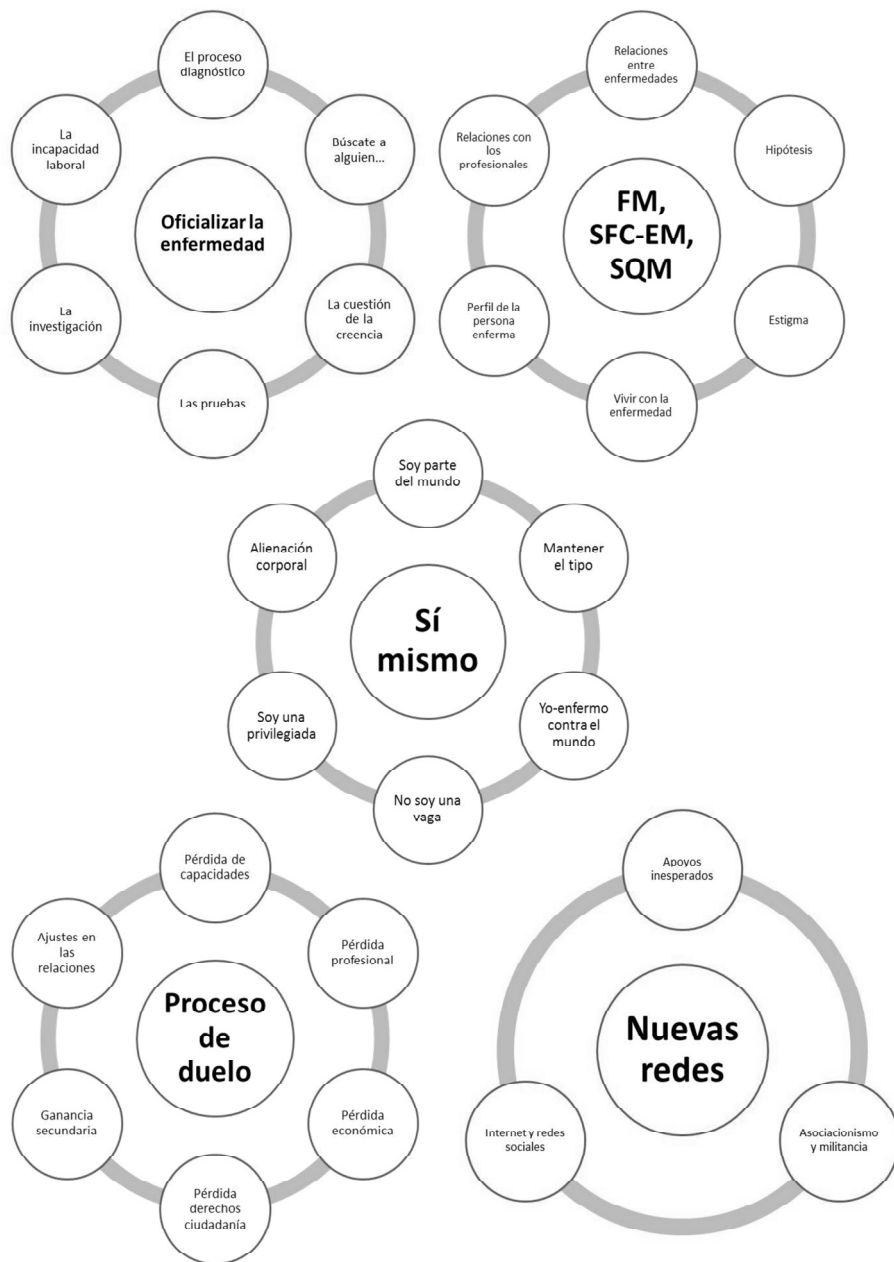 El proceso
diagnóstico
Búscate a
alguien...
La cuestión
de la
creencia
Las pruebas
La
investigación
La
incapacidad
laboral
Oficializar la
enfermedad
Relaciones
entre
enfermedades
Hipótesis
Estigma
Vivir con la
enfermedad
Perfil de la
persona
enferma
Relaciones con
los
profesionales
FM,
SFC-EM,
SQM
Soy parte
del mundo
Mantener
el tipo
Yo-enfermo
contra el
mundo
No soy una
vaga
Soy una
privilegiada
Alienación
corporal
Sí
mismo
Pérdida de
capacidades
Pérdida
profesional
Pérdida
económica
Pérdida
derechos
ciudadanía
Ganancia
secundaria
Ajustes en
las
relaciones
Proceso
de
duelo
Apoyos
inesperados
Asociacionismo
y militancia
Internet y redes
sociales
Nuevas
redes